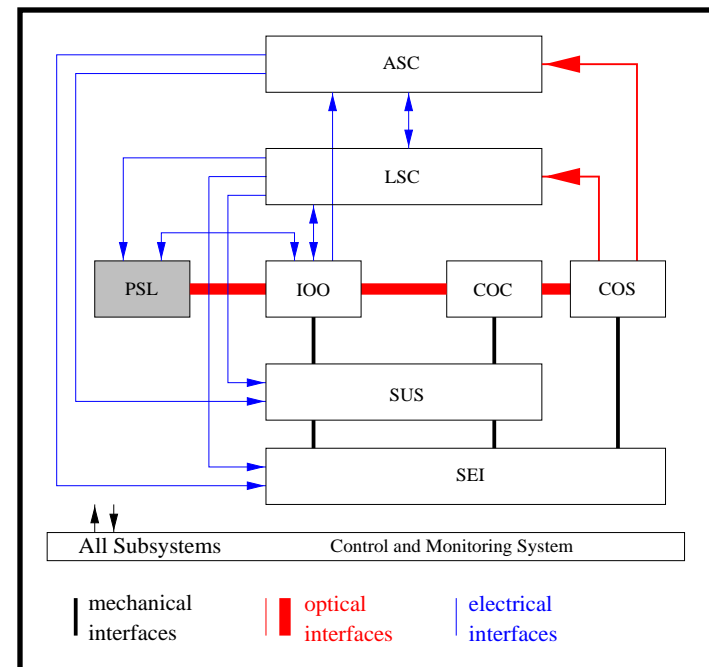 ASC
LSC
PSL
IOO
COC
COS
SUS
SEI
All Subsystems
Control and Monitoring System
mechanical
interfaces
optical
interfaces
electrical
interfaces